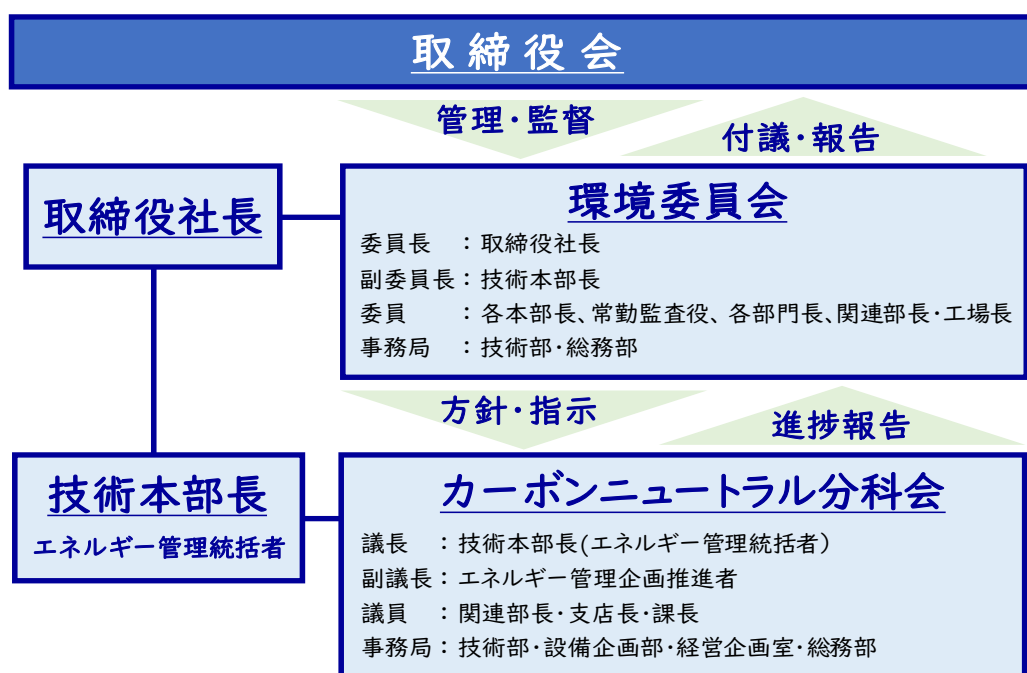 取締役会
管理・監督
付議・報告
取締役社長
環境委員会
委員長 ：取締役社長
副委員長：技術本部長
委員 ：各本部長、常勤監査役、各部門長、関連部長・工場長
事務局 ：技術部・総務部
方針・指示
進捗報告
技術本部長
エネルギー管理統括者
カーボンニュートラル分科会
議長 ：技術本部長(エネルギー管理統括者)
副議長：エネルギー管理企画推進者
議員 ：関連部長・支店長・課長
事務局：技術部・設備企画部・経営企画室・総務部